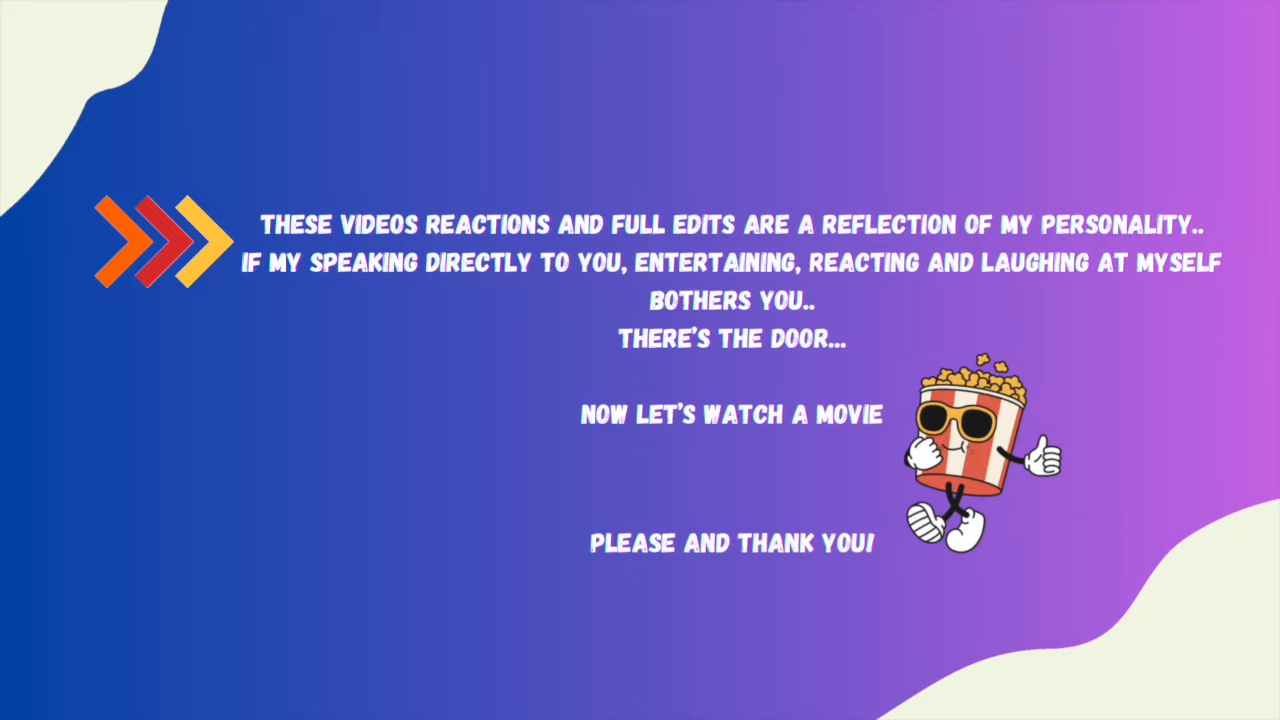 THESE VIDEOS REACTIONS AND FULL EDITS ARE A REFLECTION OF MY PERSONALITY..
IF MY SPEAKING DIRECTLY TO YOU, ENTERTAINING, REACTING AND LAUGHING AT MYSELF
BOTHERS YOU..
THERE'S THE DOOR...
NOW LET'S WATCH A MOVIE
PLEASE AND THANK YOU!